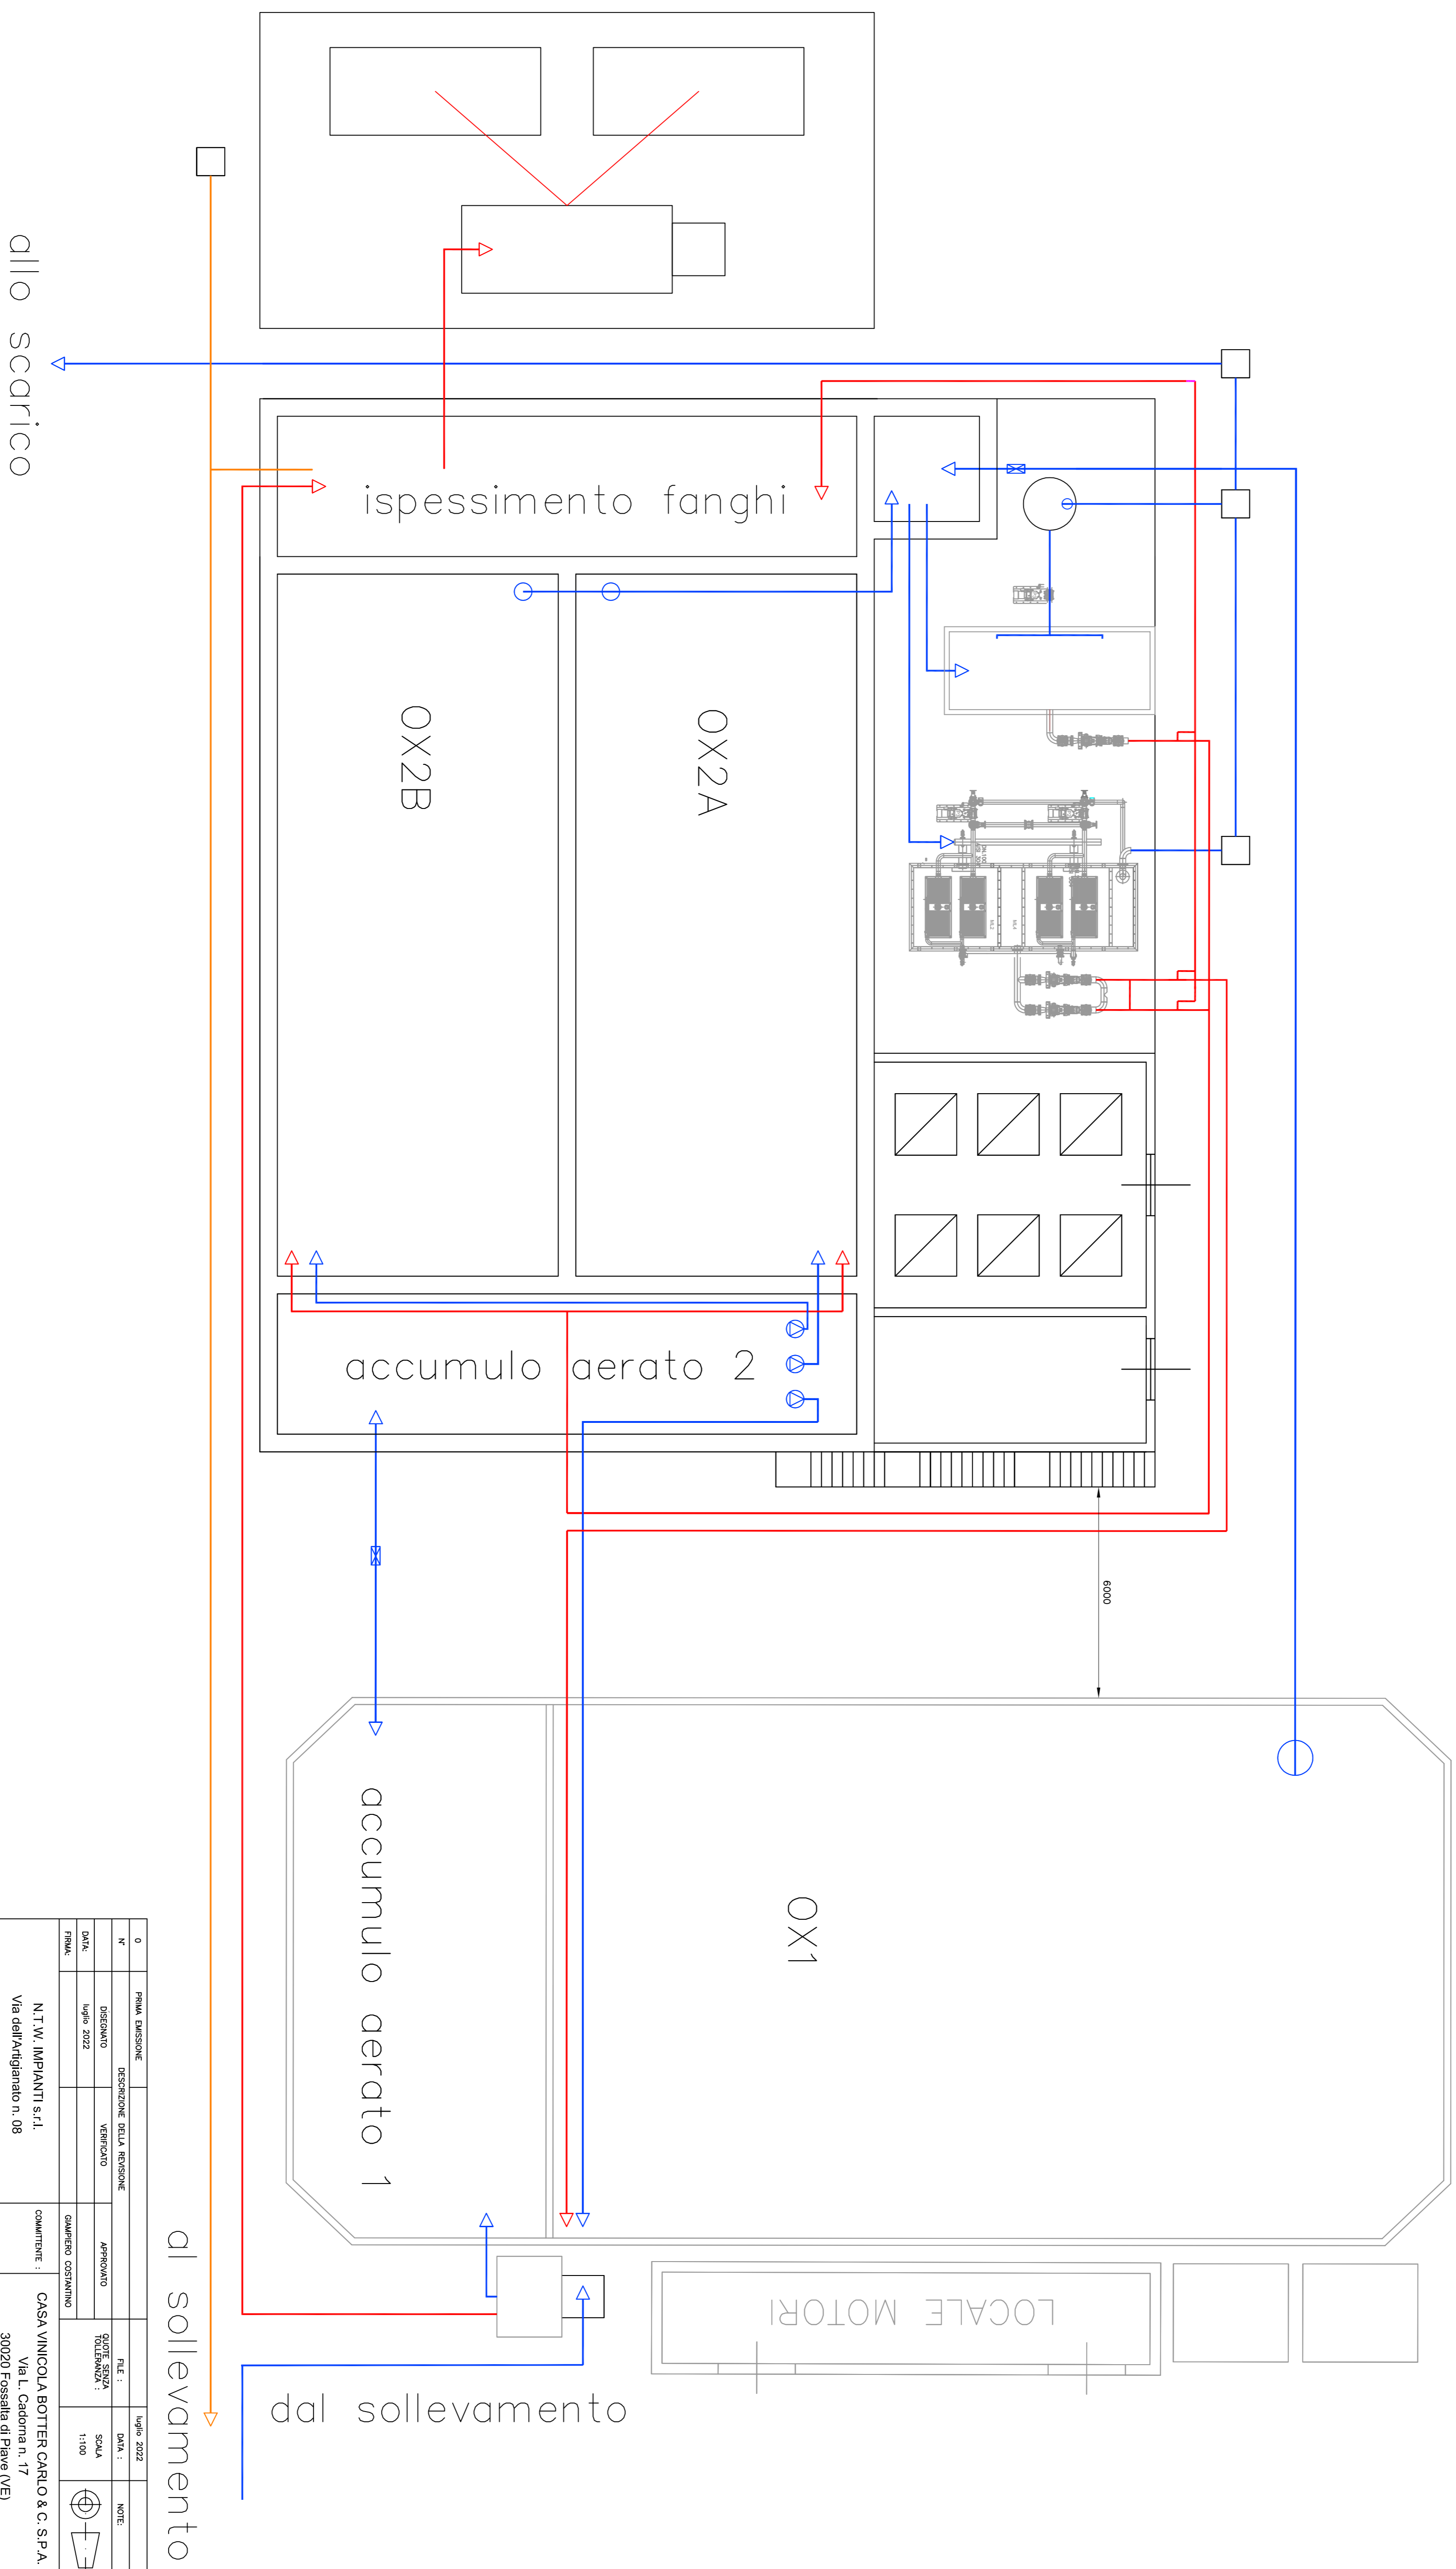 allo scarico
ispessimento fanghi
OX2B
OX2A
accumulo aerato 2
6000
accumulo aerato 1
OX1
LOCALE MOTORI
dal sollevamento
al sollevamento
0 PRIMA EMISSIONE luglio 2022
N° DESCRIZIONE DELLA REVISIONE FILE : DATA : NOTE:
DISEGNATO VERIFICATO APPROVATO QUOTE SENZA TOLLERANZA : SCALA
DATA: luglio 2022 1:100
FIRMA: GIAMPIERO COSTANTINO
N.T.W. IMPIANTI s.r.l.
Via dell'Artigianato n. 08
COMMITTENTE :
CASA VINICOLA BOTTER CARLO & C. S.P.A.
Via L. Cadorna n. 17
30020 Fossalta di Piave (VE)